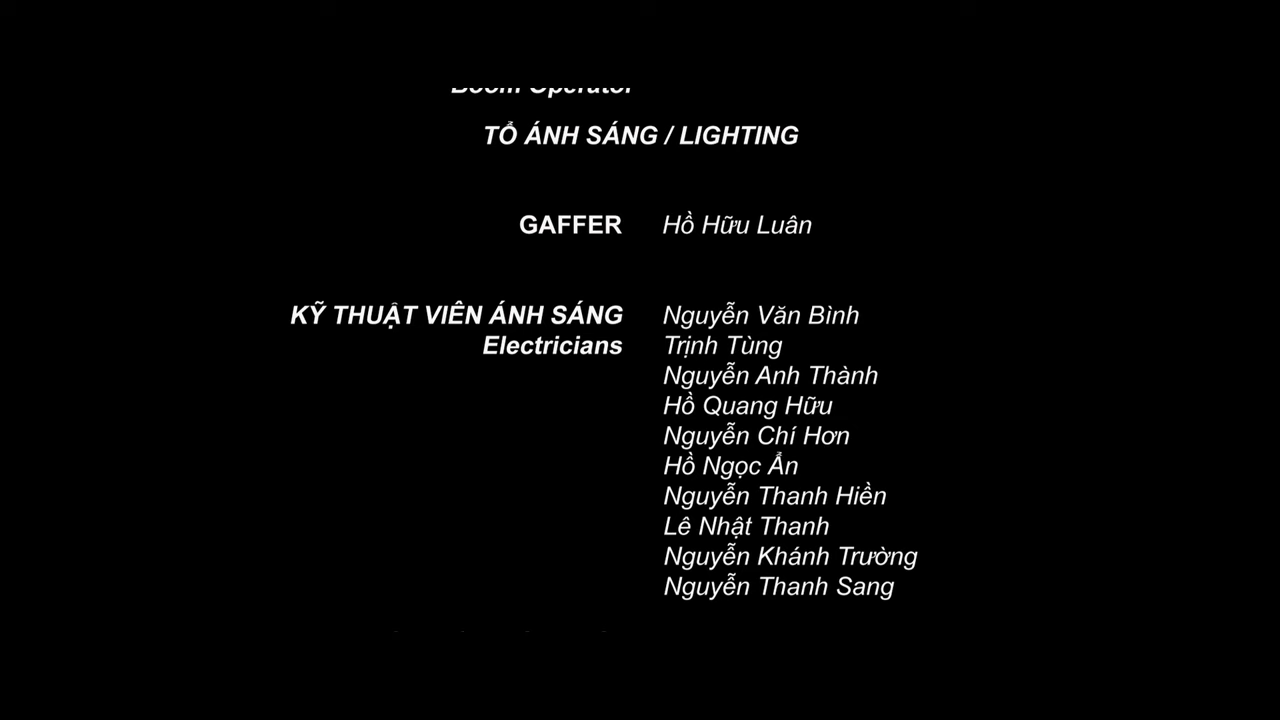 Boom Operator
TỔ ÁNH SÁNG / LIGHTING
GAFFER Hồ Hữu Luân
KỸ THUẬT VIÊN ÁNH SÁNG Nguyễn Văn Bình
Electricians Trịnh Tùng
Nguyễn Anh Thành
Hồ Quang Hữu
Nguyễn Chí Hơn
Hồ Ngọc Ẩn
Nguyễn Thanh Hiền
Lê Nhật Thanh
Nguyễn Khánh Trường
Nguyễn Thanh Sang